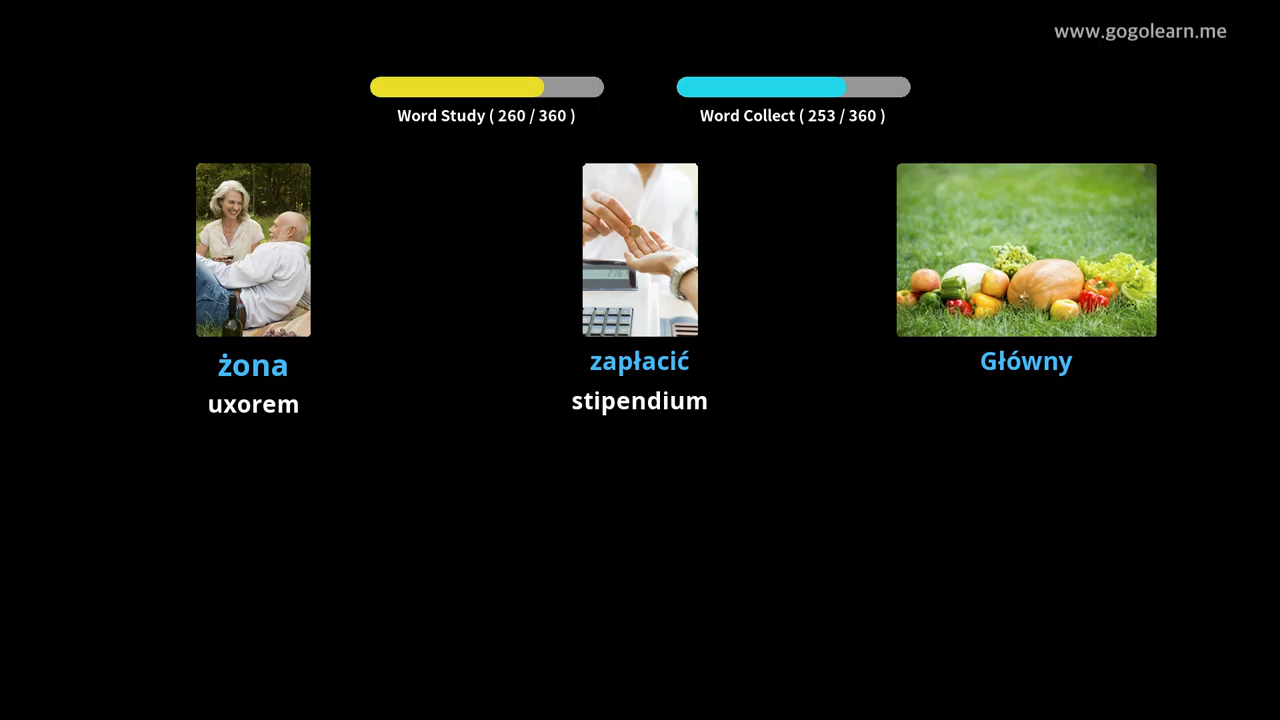 www.gogolearn.me
Word Study ( 260 / 360 )
Word Collect ( 253 / 360 )
żona
zapłacić
Główny
uxorem
stipendium